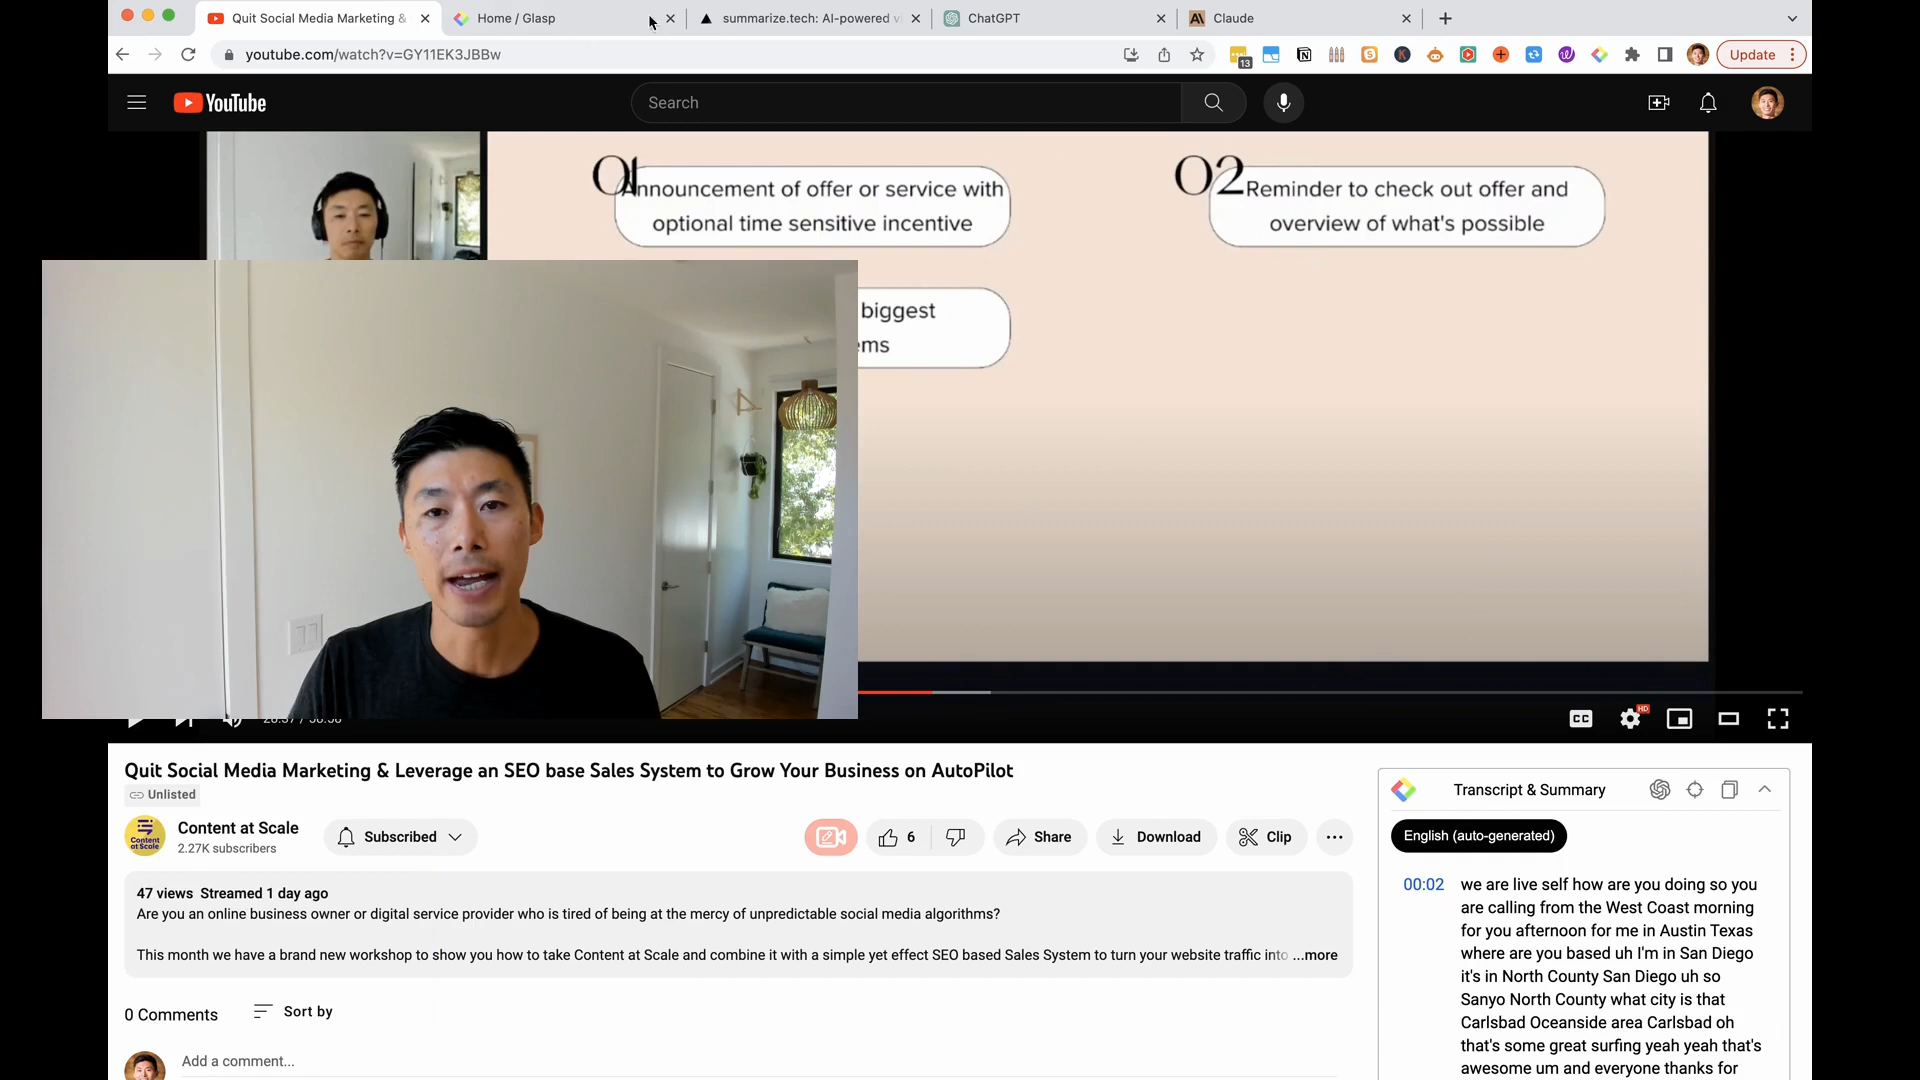 Quit Social Media Marketing &
Home / Glasp
summarize.tech: AI-powered vi
ChatGPT
Claude
youtube.com/watch?v=GY11EK3JBBw
13
Update
YouTube
Search
01
Announcement of offer or service with
optional time sensitive incentive
02
Reminder to check out offer and
overview of what's possible
biggest
ems
CC
HD
Quit Social Media Marketing & Leverage an SEO base Sales System to Grow Your Business on AutoPilot
Unlisted
Content at Scale
Content at Scale
2.27K subscribers
Subscribed
6
Share
Download
Clip
47 views Streamed 1 day ago
Are you an online business owner or digital service provider who is tired of being at the mercy of unpredictable social media algorithms?
This month we have a brand new workshop to show you how to take Content at Scale and combine it with a simple yet effect SEO based Sales System to turn your website traffic into ...more
0 Comments
Sort by
Add a comment...
Transcript & Summary
English (auto-generated)
00:02
we are live self how are you doing so you
are calling from the West Coast morning
for you afternoon for me in Austin Texas
where are you based uh I'm in San Diego
it's in North County San Diego uh so
Sanyo North County what city is that
Carlsbad Oceanside area Carlsbad oh
that's some great surfing yeah yeah that's
awesome um and everyone thanks for